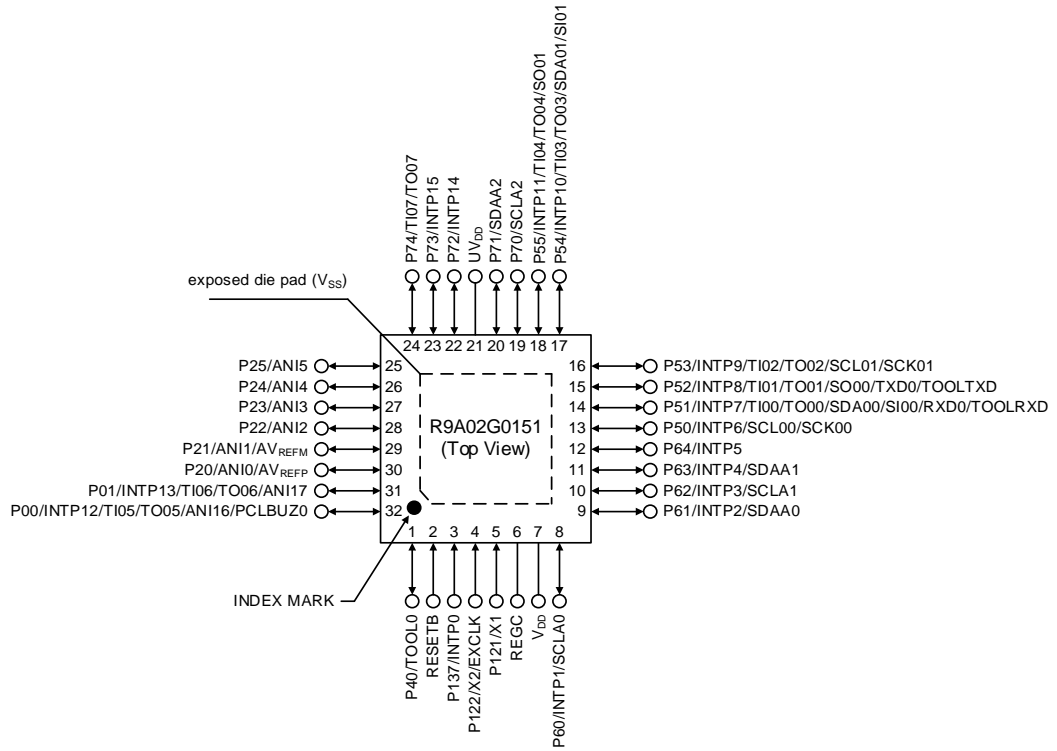 P74/TI07/TO07
P73/INTP15
P72/INTP14
UVDD
P71/SDAA2
P70/SCLA2
P55/INTP11/TI04/TO04/SO01
P54/INTP10/TI03/TO03/SDA01/SI01
exposed die pad (VSS)
24 23 22 21 20 19 18 17
P25/ANI5 25
P24/ANI4 26
P23/ANI3 27
P22/ANI2 28
P21/ANI1/AVREFM 29
P20/ANI0/AVREFP 30
P01/INTP13/TI06/TO06/ANI17 31
P00/INTP12/TI05/TO05/ANI16/PCLBUZ0 32
R9A02G0151
(Top View)
16 P53/INTP9/TI02/TO02/SCL01/SCK01
15 P52/INTP8/TI01/TO01/SO00/TXD0/TOOLTXD
14 P51/INTP7/TI00/TO00/SDA00/SI00/RXD0/TOOLRXD
13 P50/INTP6/SCL00/SCK00
12 P64/INTP5
11 P63/INTP4/SDAA1
10 P62/INTP3/SCLA1
9 P61/INTP2/SDAA0
1 2 3 4 5 6 7 8
INDEX MARK
P40/TOOL0
RESETB
P137/INTP0
P122/X2/EXCLK
P121/X1
REGC
VDD
P60/INTP1/SCLA0